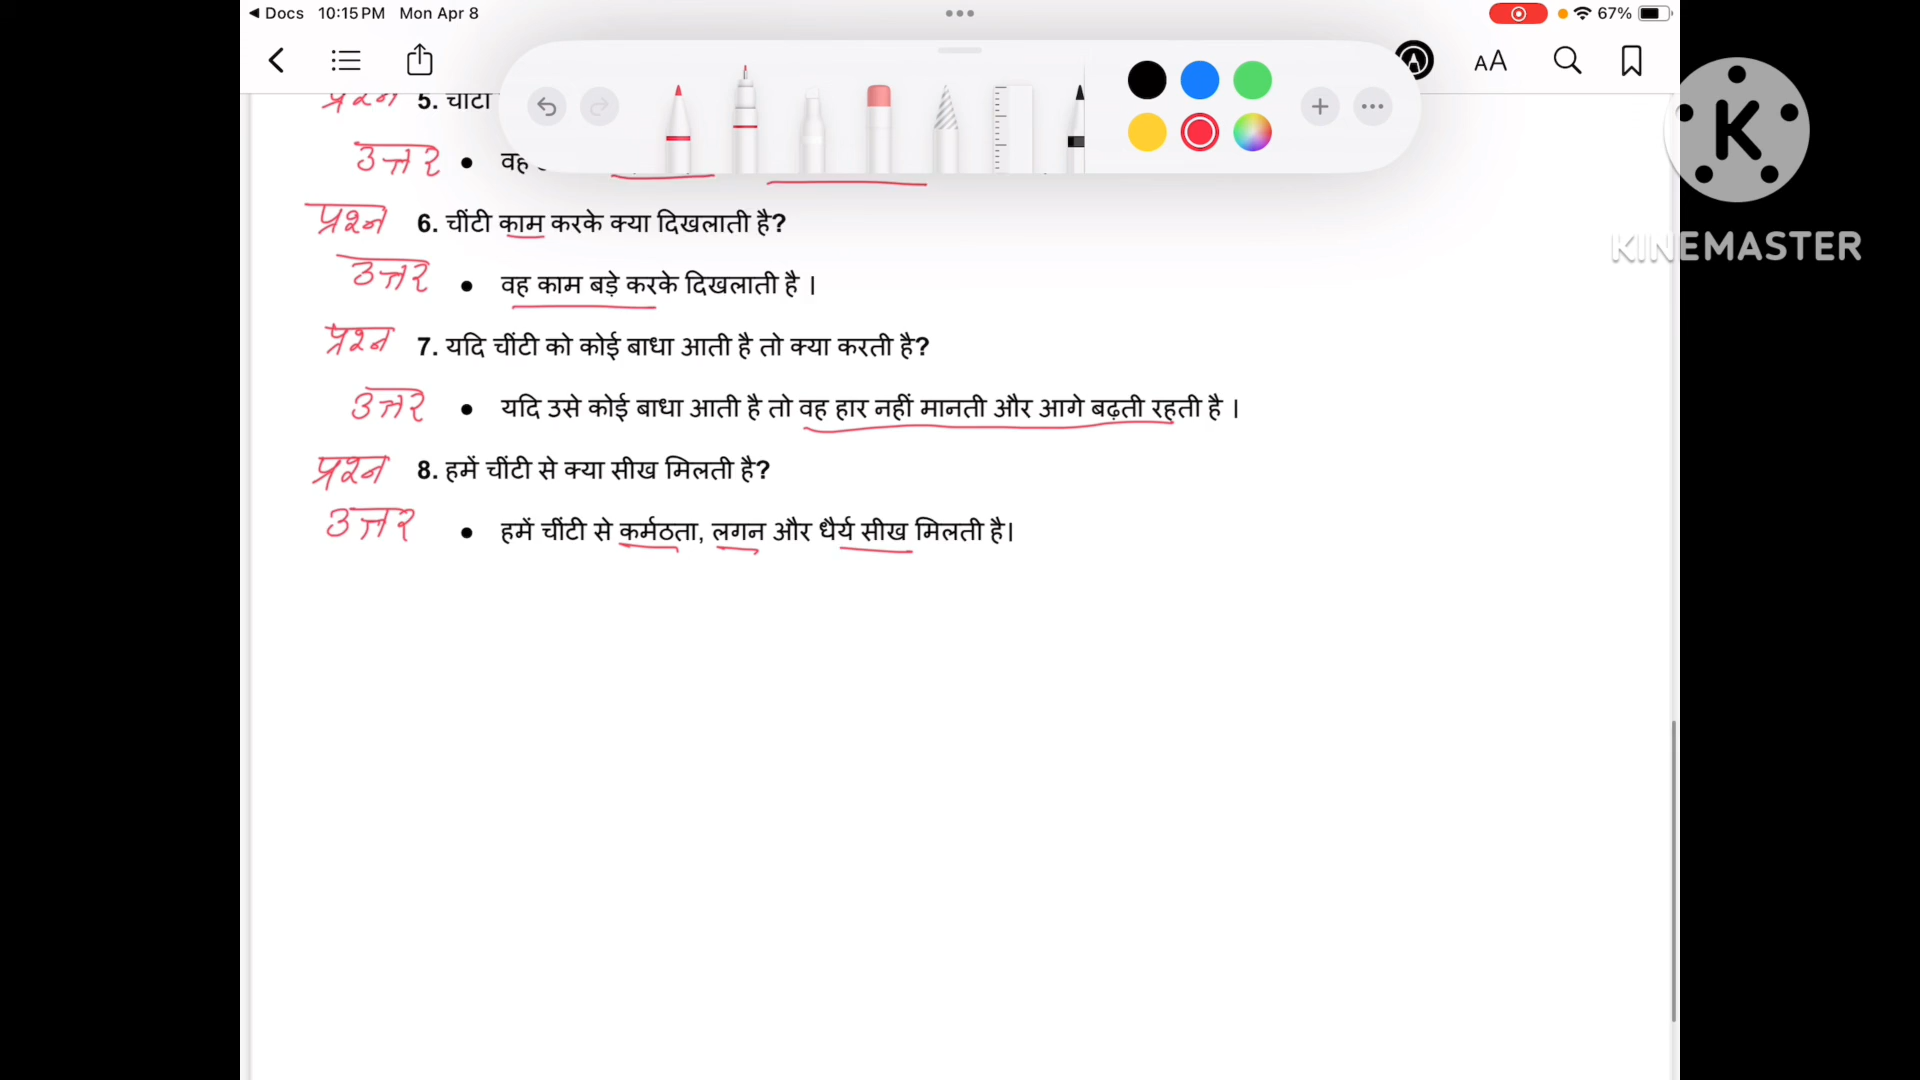 Docs 10:15 PM Mon Apr 8
67%
AA
प्रश्न 5. चींटी
उत्तर • वह
प्रश्न 6. चींटी काम करके क्या दिखलाती है?
उत्तर • वह काम बड़े करके दिखलाती है ।
प्रश्न 7. यदि चींटी को कोई बाधा आती है तो क्या करती है?
उत्तर • यदि उसे कोई बाधा आती है तो वह हार नहीं मानती और आगे बढ़ती रहती है ।
प्रश्न 8. हमें चींटी से क्या सीख मिलती है?
उत्तर • हमें चींटी से कर्मठता, लगन और धैर्य सीख मिलती है।
K
KINEMASTER